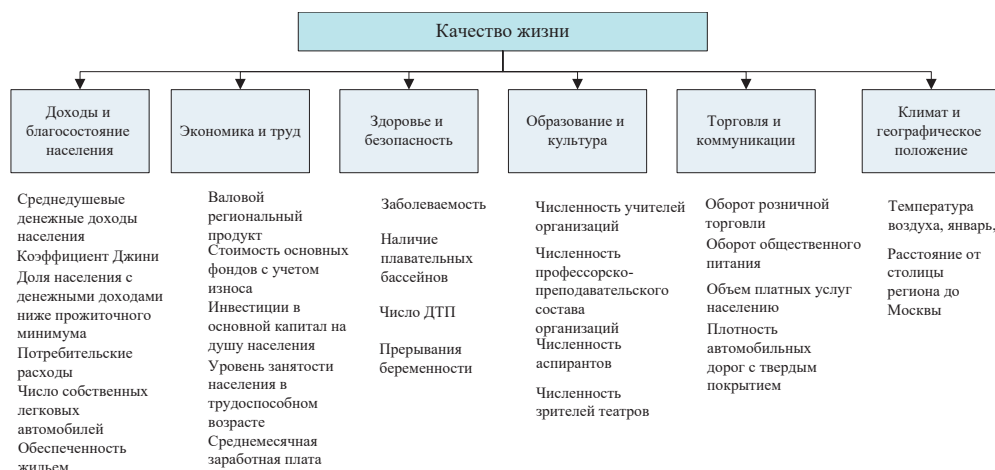 Качество жизни
Доходы и
благосостояние
населения
Экономика и труд
Здоровье и
безопасность
Образование и
культура
Торговля и
коммуникации
Климат и
географическое
положение
Среднедушевые
денежные доходы
населения
Коэффициент Джини
Доля населения с
денежными доходами
ниже прожиточного
минимума
Потребительские
расходы
Число собственных
легковых
автомобилей
Обеспеченность
жильем
Валовой
региональный
продукт
Стоимость основных
фондов с учетом
износа
Инвестиции в
основной капитал на
душу населения
Уровень занятости
населения в
трудоспособном
возрасте
Среднемесячная
заработная плата
Заболеваемость
Наличие
плавательных
бассейнов
Число ДТП
Прерывания
беременности
Численность учителей
организаций
Численность
профессорско-
преподавательского
состава
организаций
Численность
аспирантов
Численность
зрителей театров
Оборот розничной
торговли
Оборот общественного
питания
Объем платных услуг
населению
Плотность
автомобильных
дорог с твердым
покрытием
Температура
воздуха, январь,
Расстояние от
столицы
региона до
Москвы